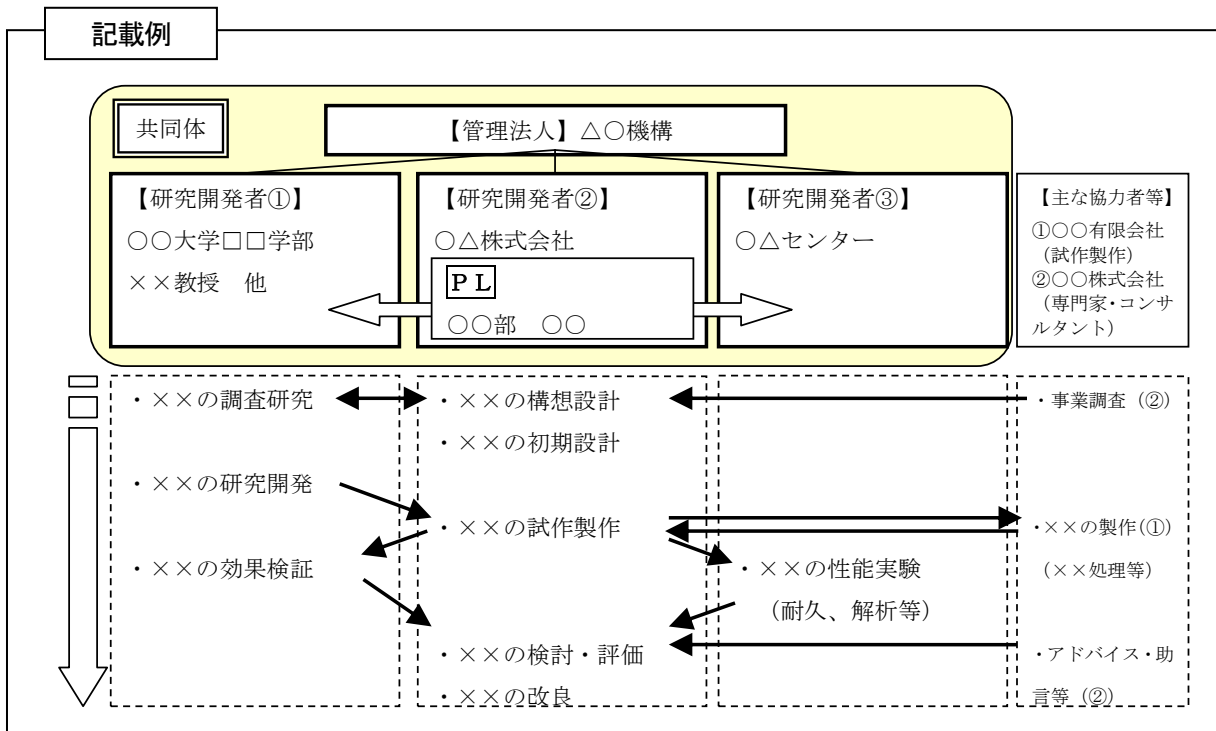 記載例
共同体
【管理法人】△○機構
【研究開発者①】
○○大学□□学部
××教授　他
【研究開発者②】
○△株式会社
ＰＬ
○○部　○○
【研究開発者③】
○△センター
【主な協力者等】
①○○有限会社
（試作製作）
②○○株式会社
（専門家・コンサ
ルタント）
・××の調査研究
・××の研究開発
・××の効果検証
・××の構想設計
・××の初期設計
・××の試作製作
・××の検討・評価
・××の改良
・××の性能実験
（耐久、解析等）
・事業調査（②）
・××の製作（①）
（××処理等）
・アドバイス・助
言等（②）